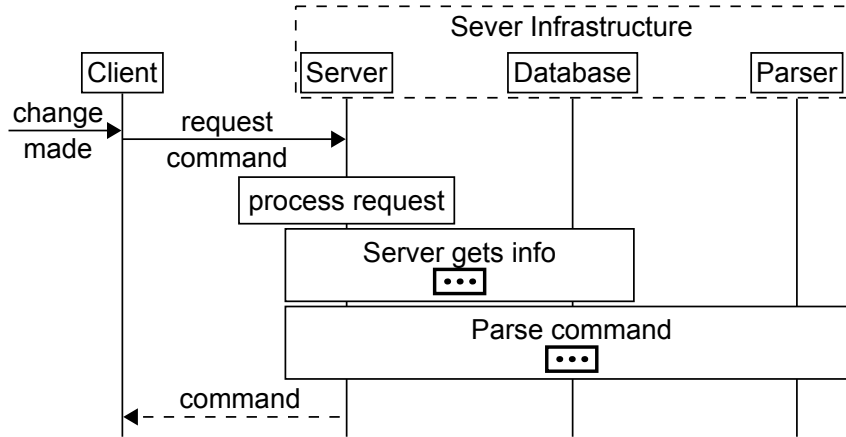 Sever Infrastructure
Client
Server
Database
Parser
change
made
request
command
process request
Server gets info
Parse command
command